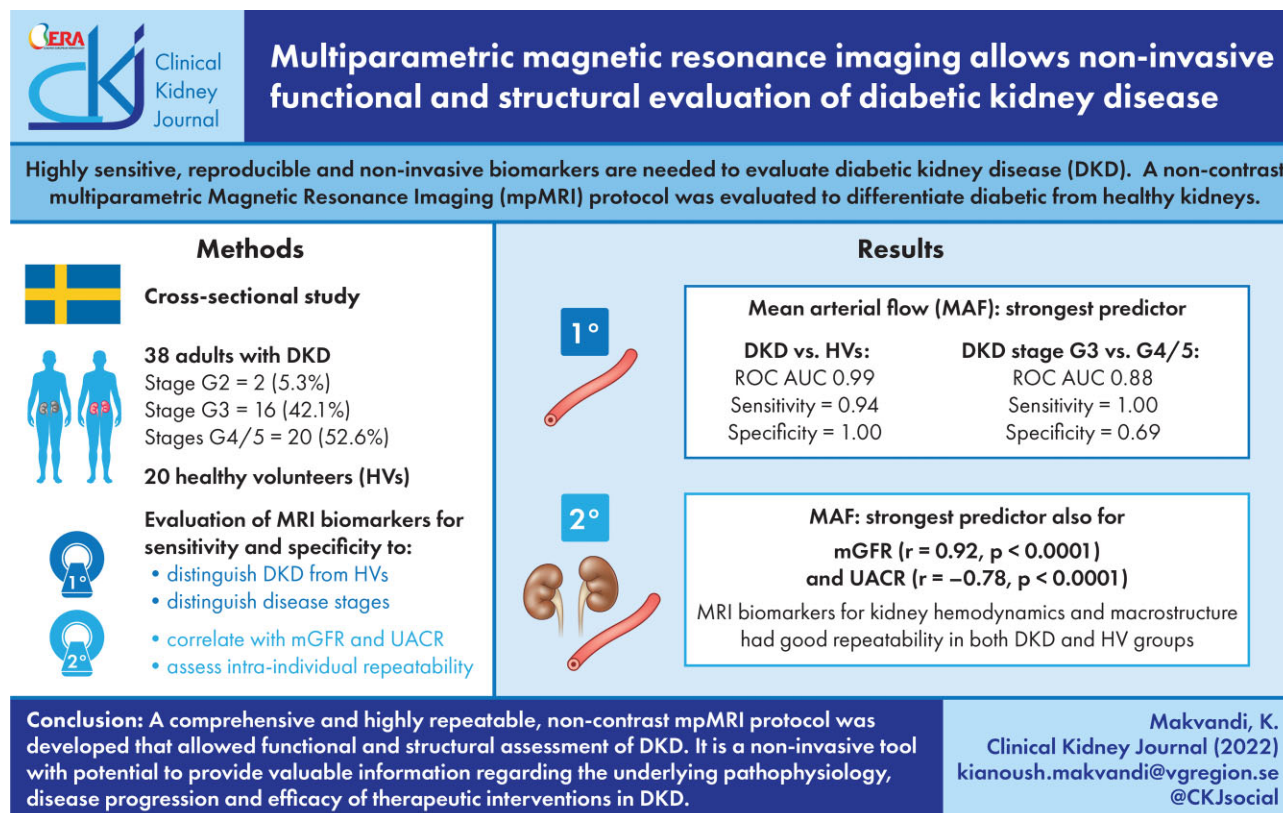 ERA
CKJ
Clinical
Kidney
Journal
Multiparametric magnetic resonance imaging allows non-invasive
functional and structural evaluation of diabetic kidney disease
Highly sensitive, reproducible and non-invasive biomarkers are needed to evaluate diabetic kidney disease (DKD). A non-contrast
multiparametric Magnetic Resonance Imaging (mpMRI) protocol was evaluated to differentiate diabetic from healthy kidneys.
Methods
Cross-sectional study
38 adults with DKD
Stage G2 = 2 (5.3%)
Stage G3 = 16 (42.1%)
Stages G4/5 = 20 (52.6%)
20 healthy volunteers (HVs)
Evaluation of MRI biomarkers for
sensitivity and specificity to:
1°
• distinguish DKD from HVs
• distinguish disease stages
2°
• correlate with mGFR and UACR
• assess intra-individual repeatability
Results
1°
Mean arterial flow (MAF): strongest predictor
DKD vs. HVs:
ROC AUC 0.99
Sensitivity = 0.94
Specificity = 1.00
DKD stage G3 vs. G4/5:
ROC AUC 0.88
Sensitivity = 1.00
Specificity = 0.69
2°
MAF: strongest predictor also for
mGFR (r = 0.92, p < 0.0001)
and UACR (r = –0.78, p < 0.0001)
MRI biomarkers for kidney hemodynamics and macrostructure
had good repeatability in both DKD and HV groups
Conclusion: A comprehensive and highly repeatable, non-contrast mpMRI protocol was
developed that allowed functional and structural assessment of DKD. It is a non-invasive tool
with potential to provide valuable information regarding the underlying pathophysiology,
disease progression and efficacy of therapeutic interventions in DKD.
Makvandi, K.
Clinical Kidney Journal (2022)
kianoush.makvandi@vgregion.se
@CKJsocial